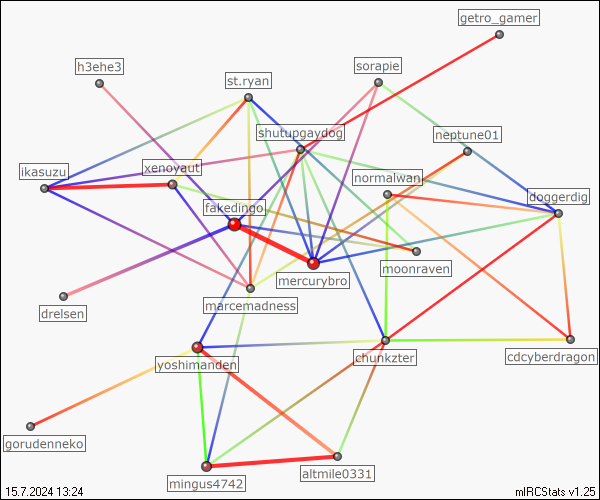 getro_gamer
h3ehe3
sorapie
st.ryan
shutupgaydog
neptune01
ikasuzu
xenoyaut
normalwan
doggerdig
fakedingo
moonraven
mercurybro
drelsen
marcemadness
yoshimanden
chunkzter
cdcyberdragon
gorudenneko
altmile0331
mingus4742
15.7.2024 13:24
mIRCStats v1.25